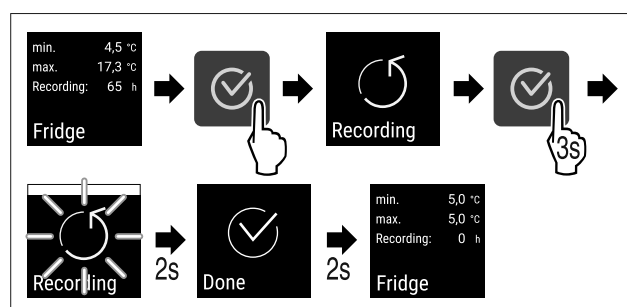 min. 4,5 °C
max. 17,3 °C
Recording: 65 h
Fridge
Recording
3s
Recording
2s
Done
2s
min. 5,0 °C
max. 5,0 °C
Recording: 0 h
Fridge